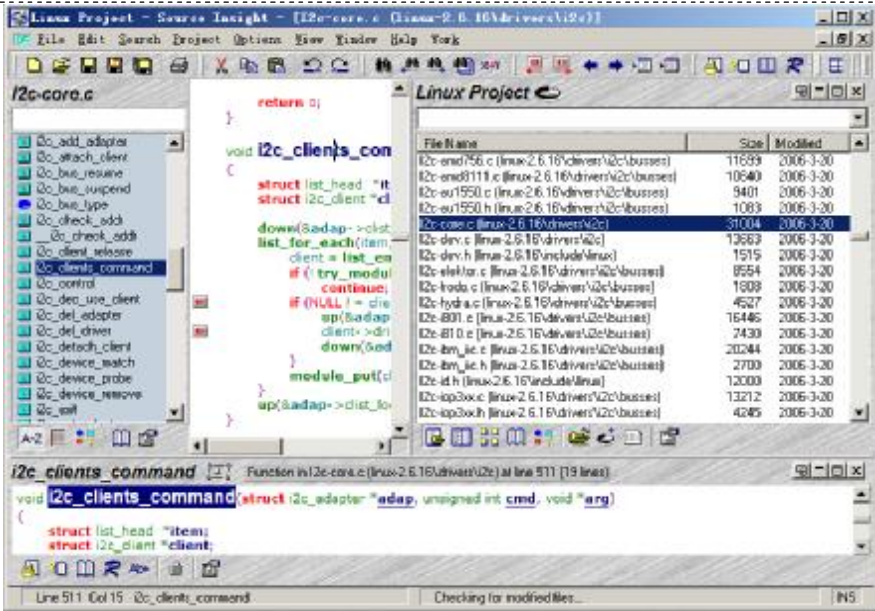 Linux Project - Source Insight - [I2c-core.c (linux-2.6.16\drivers\i2c)]
File Edit Search Project Options View Window Help York
I2c-core.c
i2c_add_adapter
i2c_attach_client
i2c_bus_resume
i2c_bus_suspend
i2c_bus_type
i2c_check_addr
__i2c_check_addr
i2c_client_release
i2c_clients_command
i2c_control
i2c_dec_use_client
i2c_del_adapter
i2c_del_driver
i2c_detach_client
i2c_device_match
i2c_device_probe
i2c_device_remove
i2c_exit
A-Z
return 0;
}
void i2c_clients_com
{
struct list_head *it
struct i2c_client *cl
down(&adap->clist
list_for_each(item,
client = list_en
if (!try_modul
continue;
if (NULL != clie
up(&adap
client->dri
down(&ad
}
module_put(cl
}
up(&adap->clist_lo
}
Linux Project
File Name Size Modified
I2c-amd756.c (linux-2.6.16\drivers\i2c\busses) 11699 2006-3-20
I2c-amd8111.c (linux-2.6.16\drivers\i2c\busses) 10640 2006-3-20
I2c-au1550.c (linux-2.6.16\drivers\i2c\busses) 9401 2006-3-20
I2c-au1550.h (linux-2.6.16\drivers\i2c\busses) 1083 2006-3-20
I2c-core.c (linux-2.6.16\drivers\i2c) 31004 2006-3-20
I2c-dev.c (linux-2.6.16\drivers\i2c) 13663 2006-3-20
I2c-dev.h (linux-2.6.16\include\linux) 1515 2006-3-20
I2c-elektor.c (linux-2.6.16\drivers\i2c\busses) 8554 2006-3-20
I2c-frodo.c (linux-2.6.16\drivers\i2c\busses) 1808 2006-3-20
I2c-hydra.c (linux-2.6.16\drivers\i2c\busses) 4527 2006-3-20
I2c-i801.c (linux-2.6.16\drivers\i2c\busses) 16446 2006-3-20
I2c-i810.c (linux-2.6.16\drivers\i2c\busses) 7430 2006-3-20
I2c-ibm_iic.c (linux-2.6.16\drivers\i2c\busses) 20244 2006-3-20
I2c-ibm_iic.h (linux-2.6.16\drivers\i2c\busses) 2700 2006-3-20
I2c-id.h (linux-2.6.16\include\linux) 12000 2006-3-20
I2c-iop3xx.c (linux-2.6.16\drivers\i2c\busses) 13212 2006-3-20
I2c-iop3xx.h (linux-2.6.16\drivers\i2c\busses) 4245 2006-3-20
i2c_clients_command Function in I2c-core.c (linux-2.6.16\drivers\i2c) at line 511 (19 lines)
void i2c_clients_command(struct i2c_adapter *adap, unsigned int cmd, void *arg)
{
struct list_head *item;
struct i2c_client *client;
Line 511 Col 15 i2c_clients_command Checking for modified files... INS